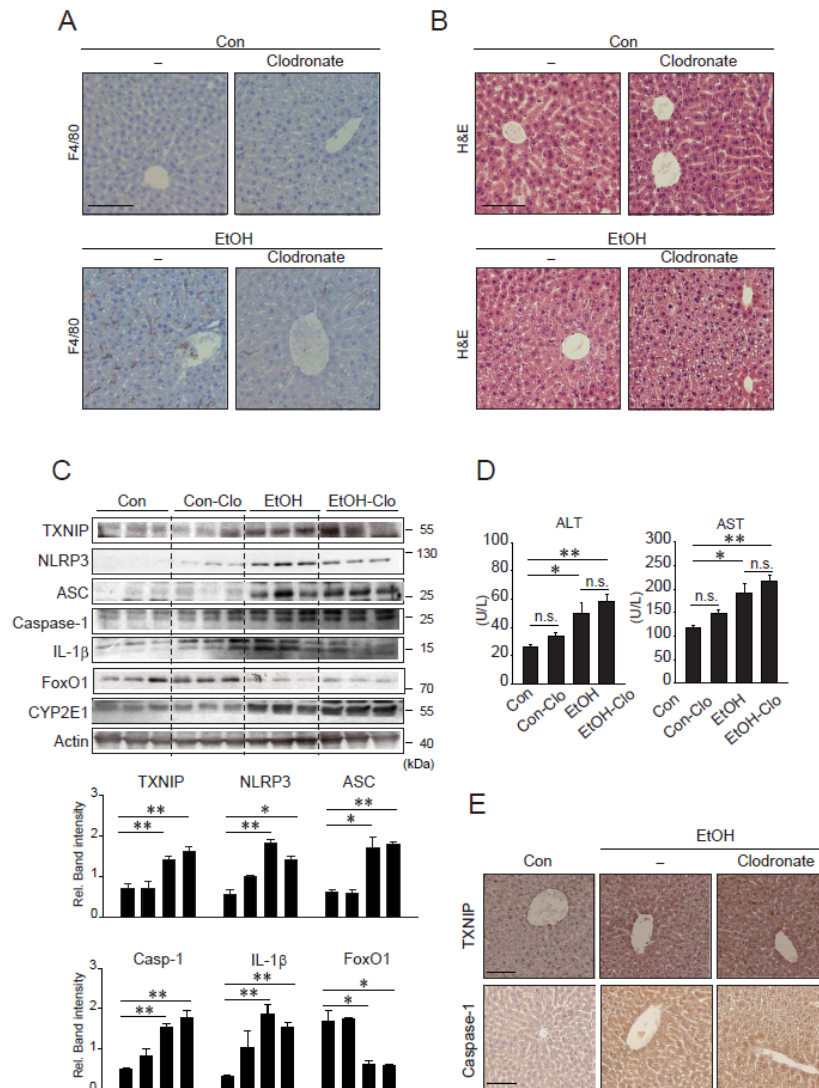 A
Con
– Clodronate
F4/80
EtOH
– Clodronate
F4/80
B
Con
– Clodronate
H&E
EtOH
– Clodronate
H&E
C
Con Con-Clo EtOH EtOH-Clo
TXNIP 55
NLRP3 130
ASC 25
Caspase-1 25
IL-1β 15
FoxO1 70
CYP2E1 55
Actin 40
(kDa)
TXNIP NLRP3 ASC
Rel. Band intensity
3
2
1
0
** ** * ** ** *
Casp-1 IL-1β FoxO1
Rel. Band intensity
3
2
1
** ** ** ** * *
D
ALT
(U/L)
100
80
60
40
20
0
**
*
n.s.
n.s.
Con Con-Clo EtOH EtOH-Clo
AST
(U/L)
300
250
200
150
100
50
0
**
*
n.s.
n.s.
Con Con-Clo EtOH EtOH-Clo
E
EtOH
Con – Clodronate
TXNIP
Caspase-1